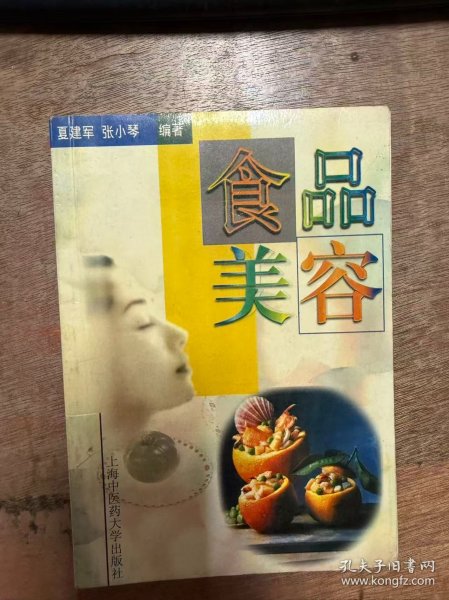 夏建军 张小琴 编著
食品
美容
上海中医药大学出版社
孔夫子旧书网
www.kongfz.com